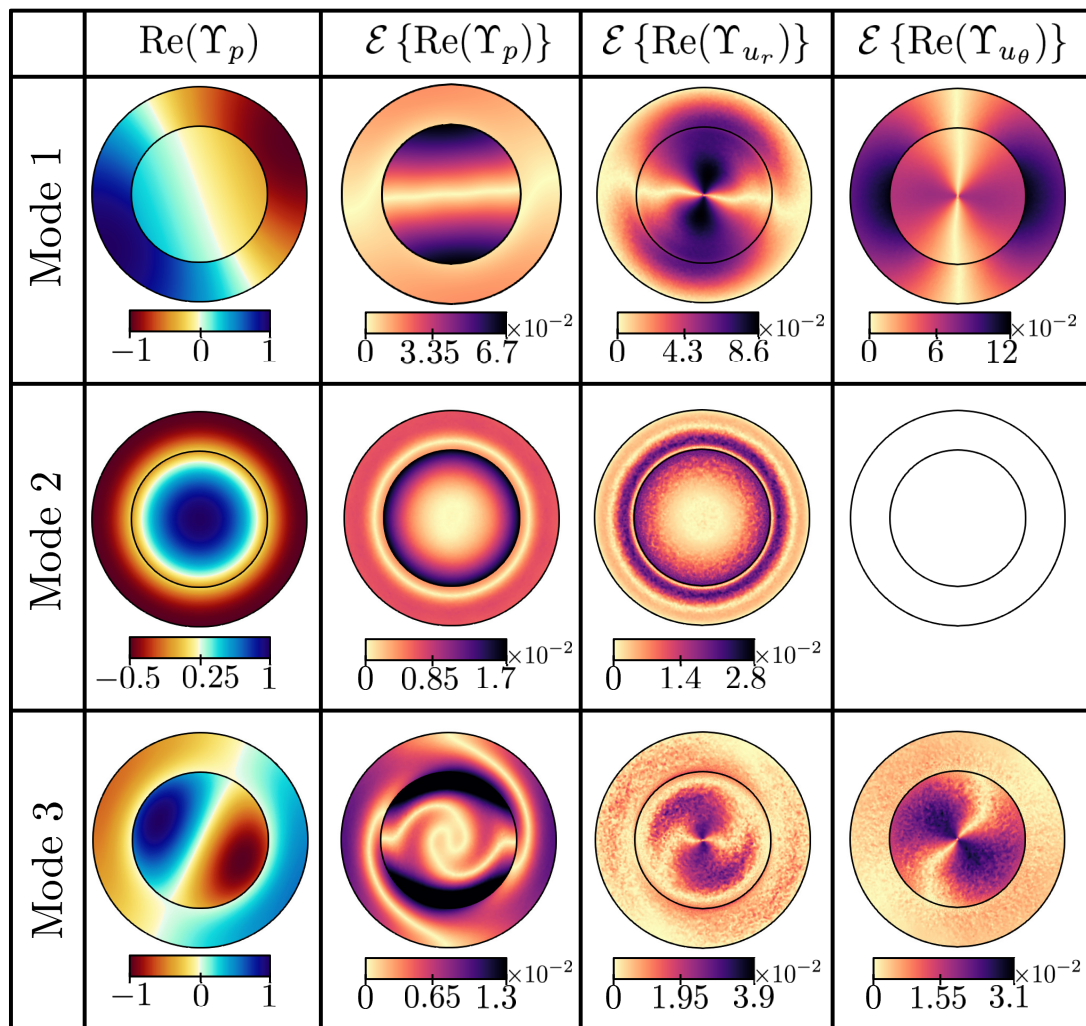 Re(Υ_p) ℰ {Re(Υ_p)} ℰ {Re(Υ_{u_r})} ℰ {Re(Υ_{u_θ})}
Mode 1
−1 0 1
0 3.35 6.7 ×10⁻²
0 4.3 8.6 ×10⁻²
0 6 12 ×10⁻²
Mode 2
−0.5 0.25 1
0 0.85 1.7 ×10⁻²
0 1.4 2.8 ×10⁻²
Mode 3
−1 0 1
0 0.65 1.3 ×10⁻²
0 1.95 3.9 ×10⁻²
0 1.55 3.1 ×10⁻²